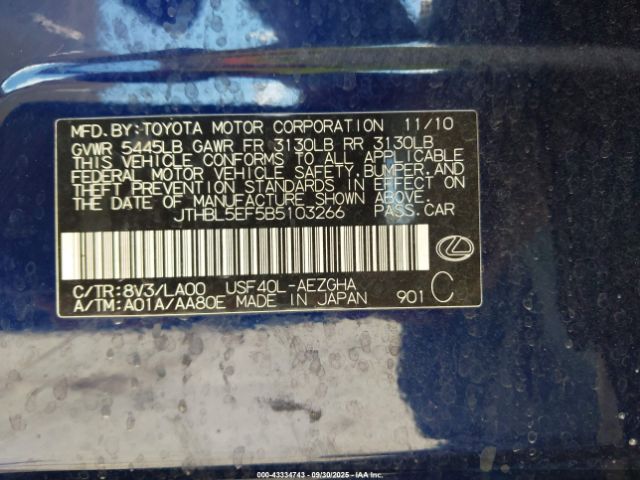 MFD. BY: TOYOTA MOTOR CORPORATION 11/10
GVWR 5445LB GAWR FR 3130LB RR 3130LB
THIS VEHICLE CONFORMS TO ALL APPLICABLE
FEDERAL MOTOR VEHICLE SAFETY, BUMPER, AND
THEFT PREVENTION STANDARDS IN EFFECT ON
THE DATE OF MANUFACTURE SHOWN ABOVE.
JTHBL5EF5B5103266 PASS. CAR
C/TR: 8V3/LA00 USF40L-AEZGHA
A/TM: A01A/AA80E MADE IN JAPAN 901 C
000-43334743 - 09/30/2025 - IAA Inc.